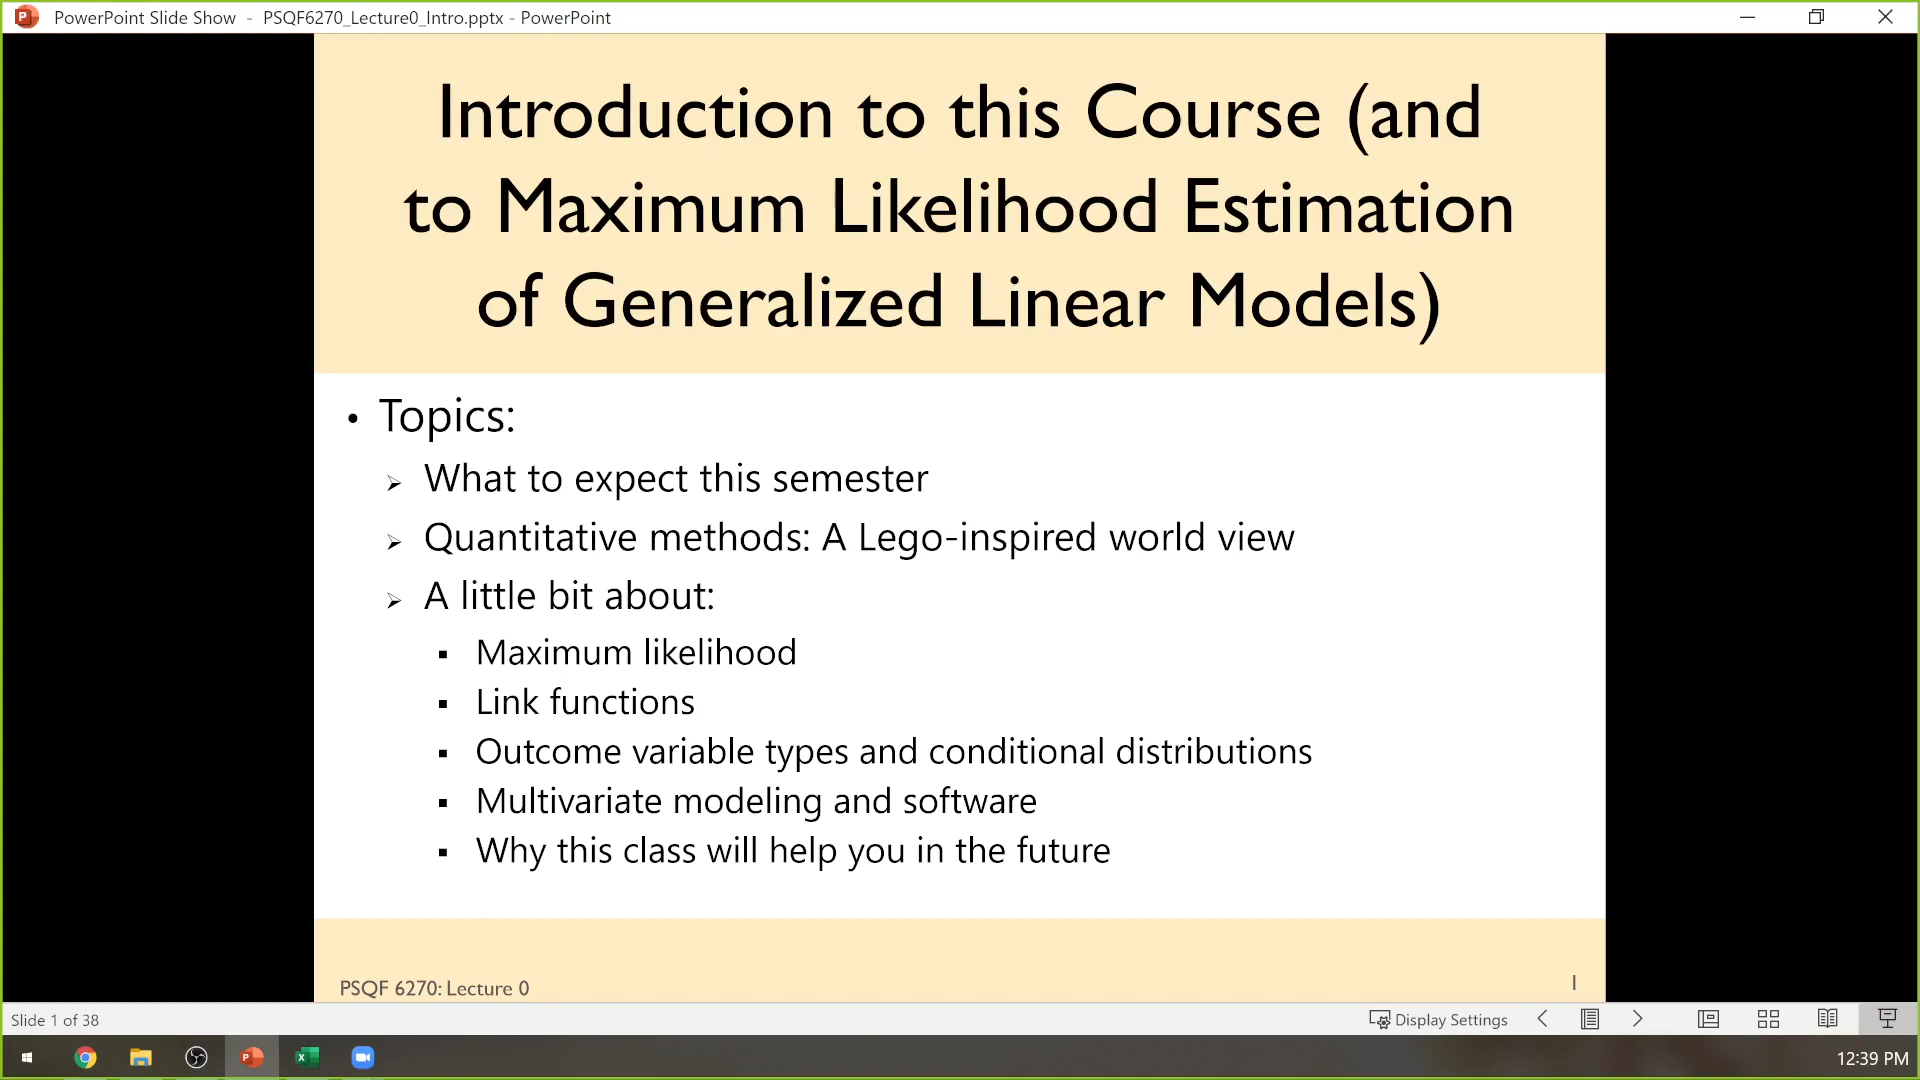 PowerPoint Slide Show - PSQF6270_Lecture0_Intro.pptx - PowerPoint
Introduction to this Course (and
to Maximum Likelihood Estimation
of Generalized Linear Models)
• Topics:
➢ What to expect this semester
➢ Quantitative methods: A Lego-inspired world view
➢ A little bit about:
▪ Maximum likelihood
▪ Link functions
▪ Outcome variable types and conditional distributions
▪ Multivariate modeling and software
▪ Why this class will help you in the future
PSQF 6270: Lecture 0
1
Slide 1 of 38
Display Settings
12:39 PM